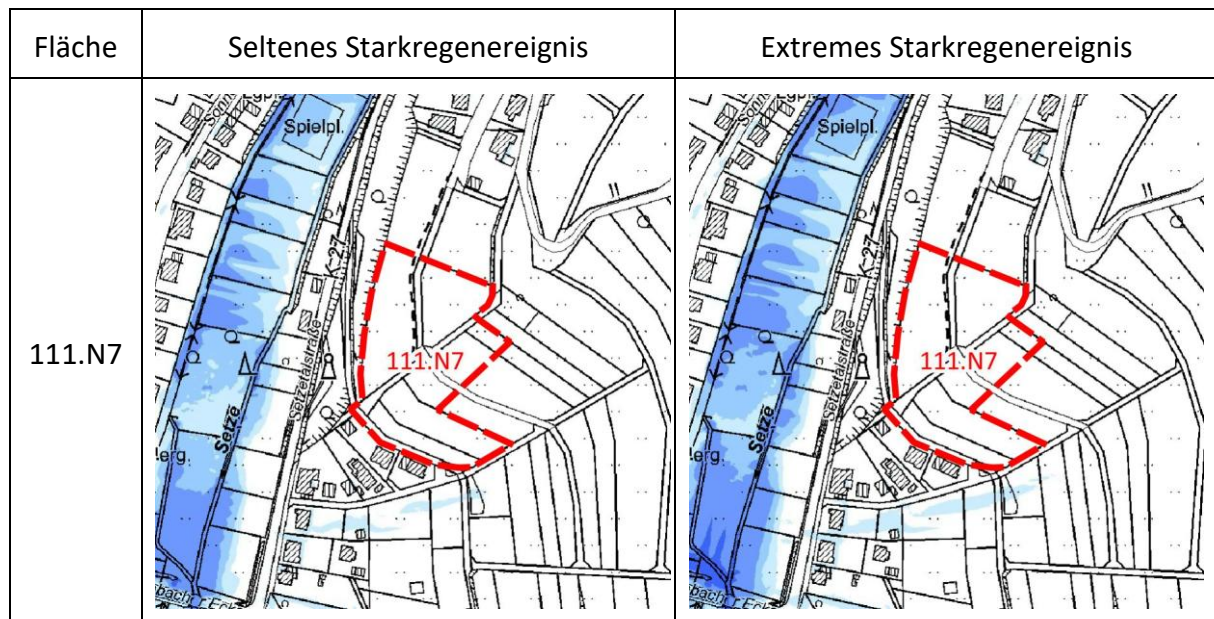 Fläche
Seltenes Starkregenereignis
Extremes Starkregenereignis
111.N7
Spielpl.
K-27
Setzetalstraße
111.N7
Setze
Spielpl.
K-27
Setzetalstraße
111.N7
Setze